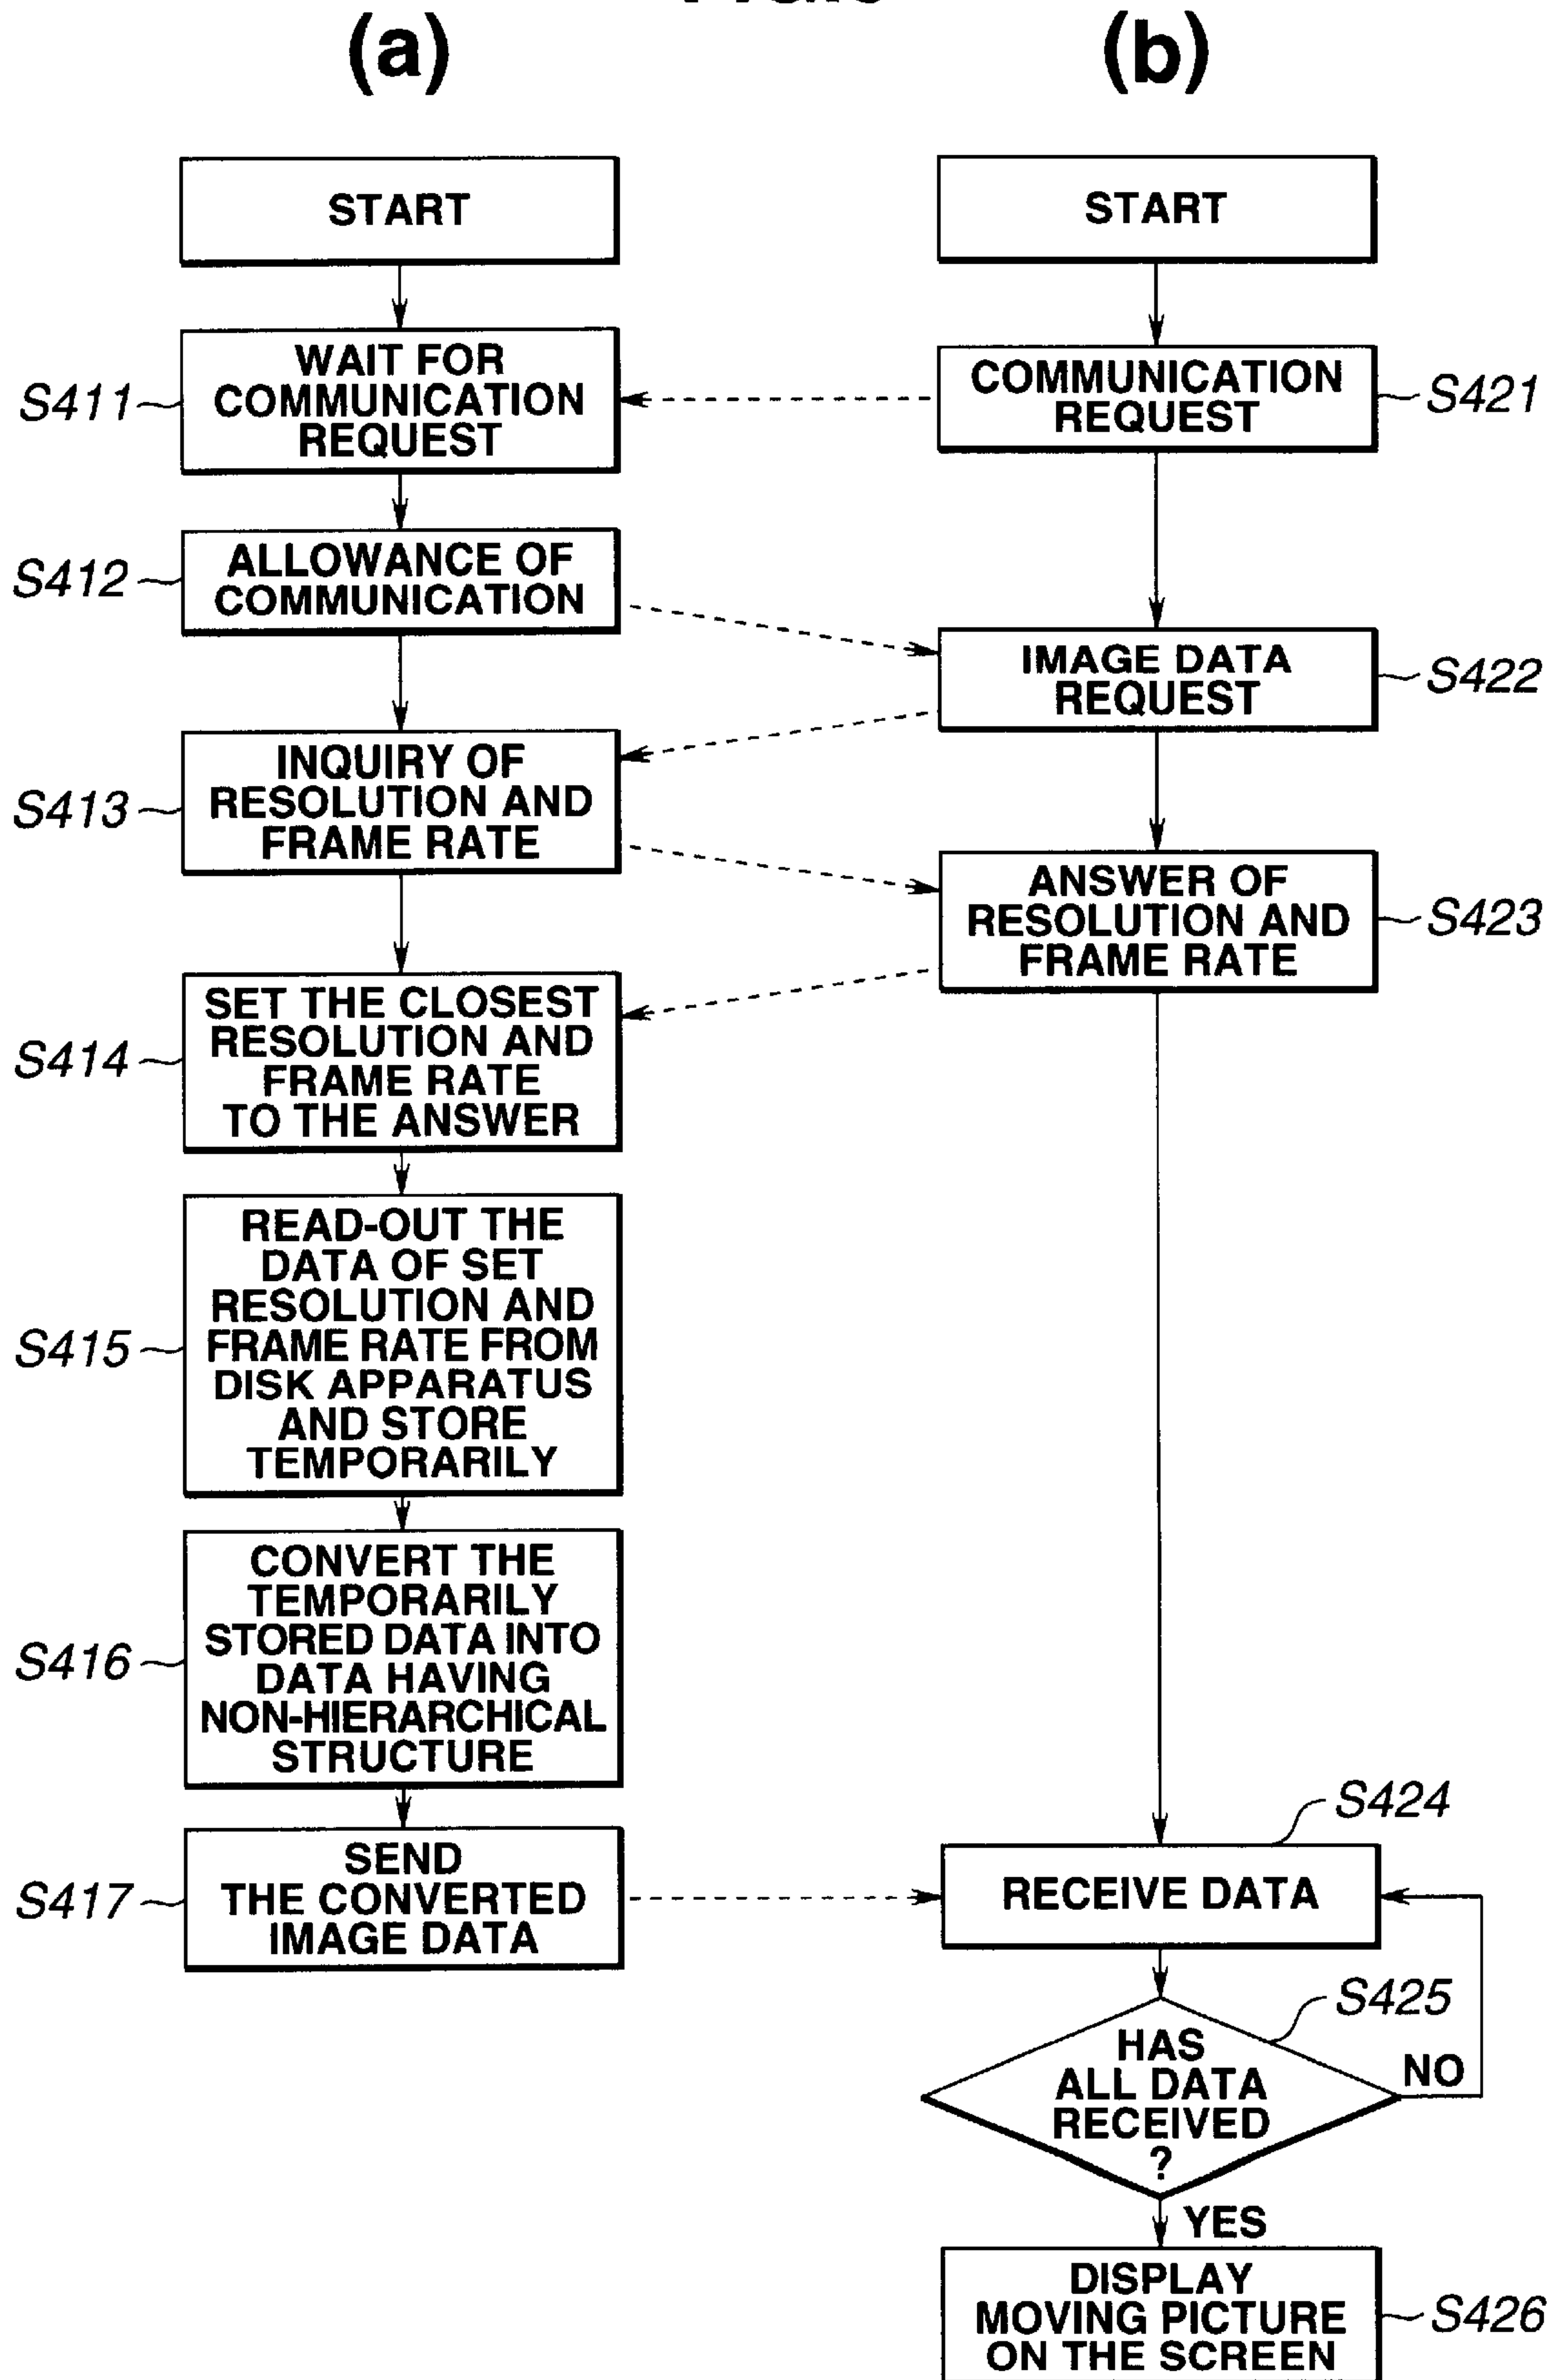 (a)
START
S411
WAIT FOR
COMMUNICATION
REQUEST
S412
ALLOWANCE OF
COMMUNICATION
S413
INQUIRY OF
RESOLUTION AND
FRAME RATE
S414
SET THE CLOSEST
RESOLUTION AND
FRAME RATE
TO THE ANSWER
S415
READ-OUT THE
DATA OF SET
RESOLUTION AND
FRAME RATE FROM
DISK APPARATUS
AND STORE
TEMPORARILY
S416
CONVERT THE
TEMPORARILY
STORED DATA INTO
DATA HAVING
NON-HIERARCHICAL
STRUCTURE
S417
SEND
THE CONVERTED
IMAGE DATA
(b)
START
COMMUNICATION
REQUEST
S421
IMAGE DATA
REQUEST
S422
ANSWER OF
RESOLUTION AND
FRAME RATE
S423
S424
RECEIVE DATA
S425
HAS
ALL DATA
RECEIVED
?
NO
YES
DISPLAY
MOVING PICTURE
ON THE SCREEN
S426